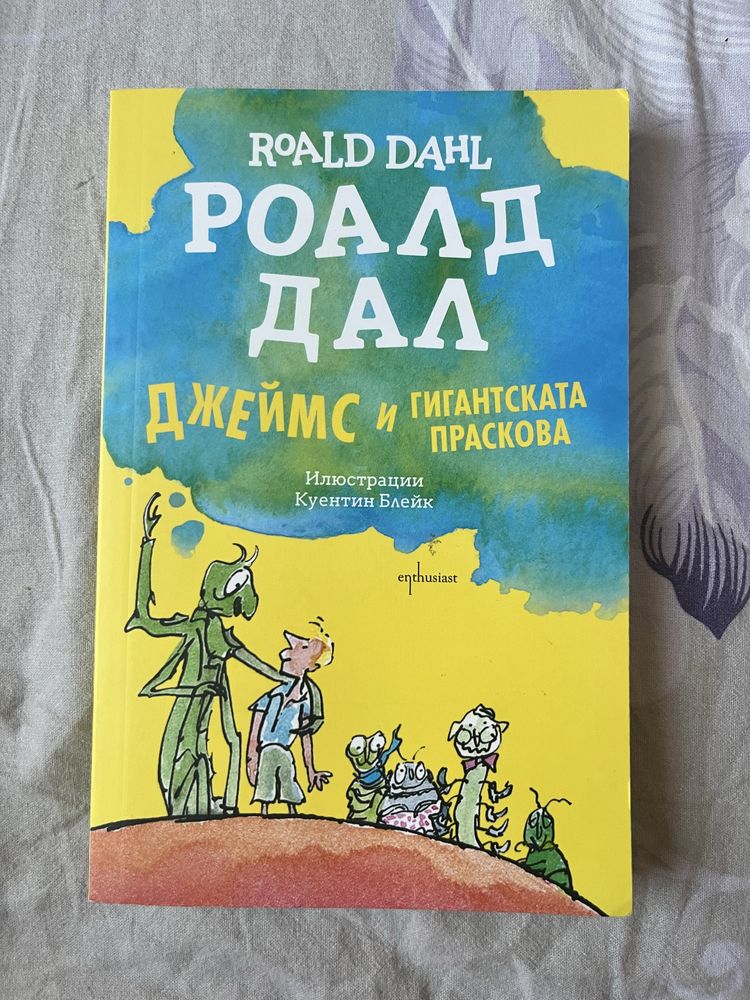 ROALD DAHL
РОАЛД
ДАЛ
ДЖЕЙМС И ГИГАНТСКАТА
ПРАСКОВА
Илюстрации
Куентин Блейк
enthusiast